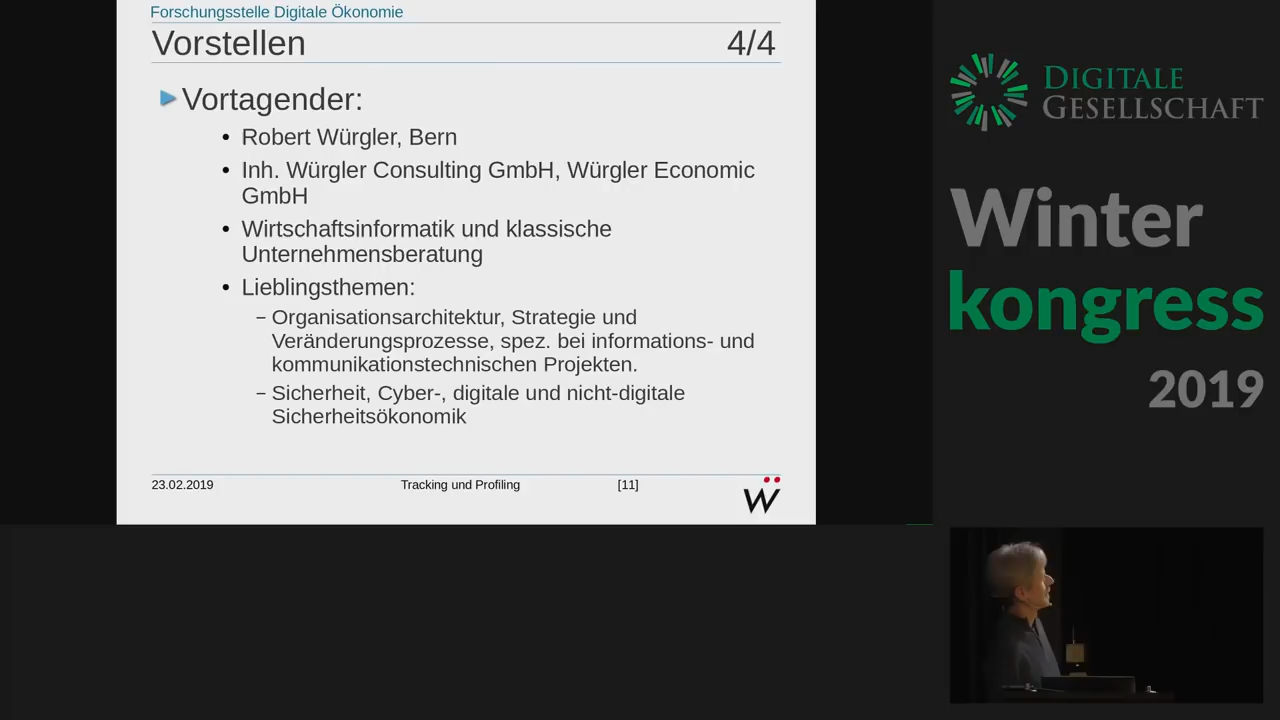 Forschungsstelle Digitale Ökonomie
Vorstellen 4/4
Vortagender:
• Robert Würgler, Bern
• Inh. Würgler Consulting GmbH, Würgler Economic
GmbH
• Wirtschaftsinformatik und klassische
Unternehmensberatung
• Lieblingsthemen:
– Organisationsarchitektur, Strategie und
Veränderungsprozesse, spez. bei informations- und
kommunikationstechnischen Projekten.
– Sicherheit, Cyber-, digitale und nicht-digitale
Sicherheitsökonomik
23.02.2019 Tracking und Profiling [11]
Ẅ
DIGITALE
GESELLSCHAFT
Winter
kongress
2019